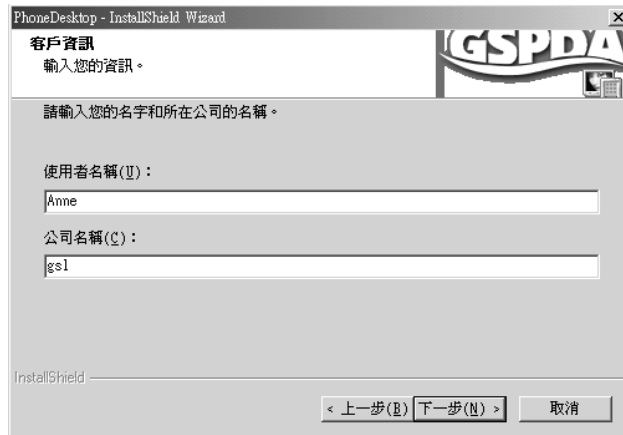 PhoneDesktop - InstallShield Wizard
客戶資訊
輸入您的資訊。
GSPDA
請輸入您的名字和所在公司的名稱。
使用者名稱(U)：
Anne
公司名稱(C)：
gsl
InstallShield
< 上一步(B) 下一步(N) > 取消